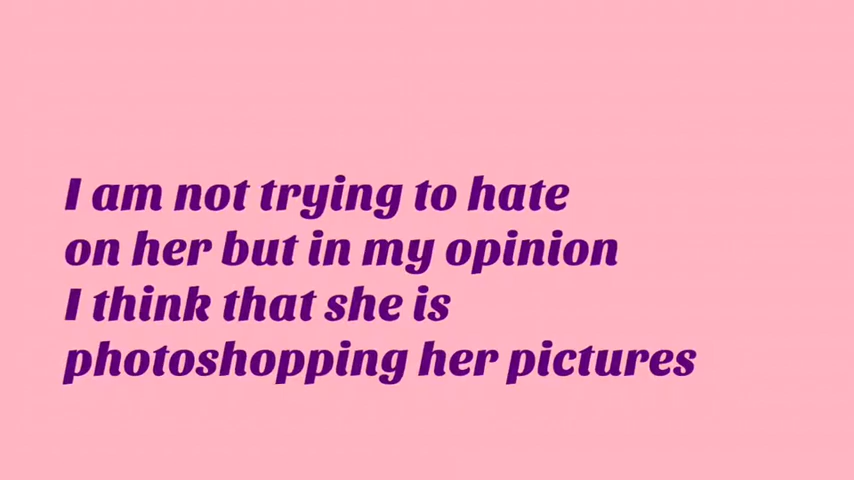 I am not trying to hate
on her but in my opinion
I think that she is
photoshopping her pictures